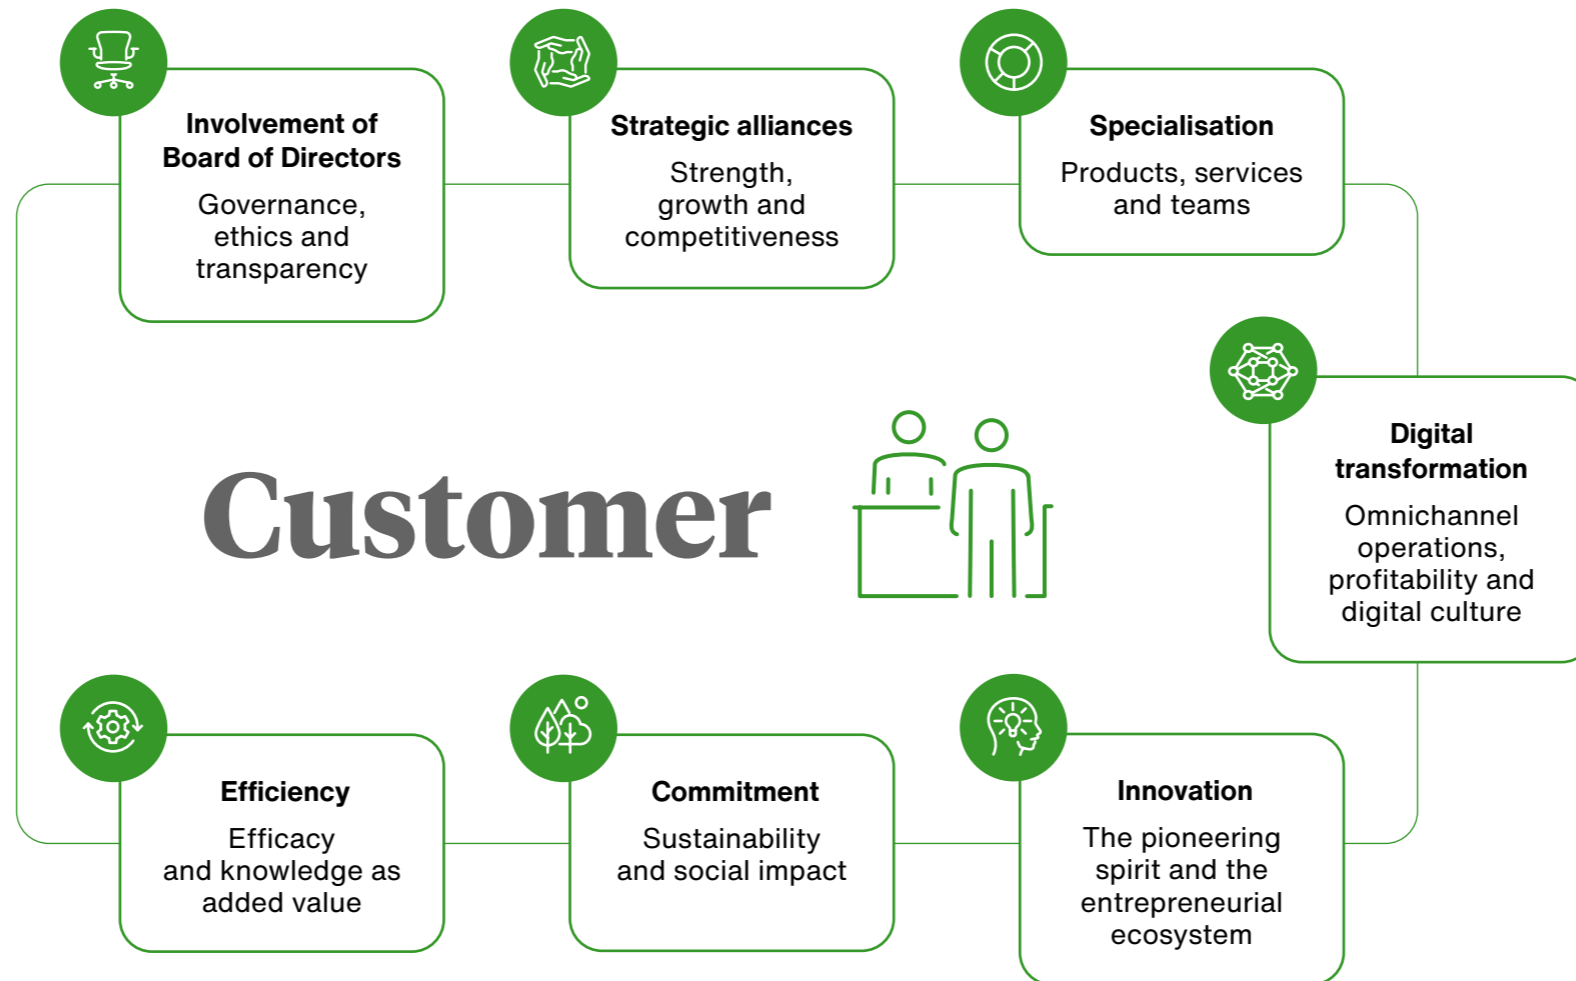 Involvement of
Board of Directors
Governance,
ethics and
transparency
Strategic alliances
Strength,
growth and
competitiveness
Specialisation
Products, services
and teams
Digital
transformation
Omnichannel
operations,
profitability and
digital culture
Customer
Efficiency
Efficacy
and knowledge as
added value
Commitment
Sustainability
and social impact
Innovation
The pioneering
spirit and the
entrepreneurial
ecosystem